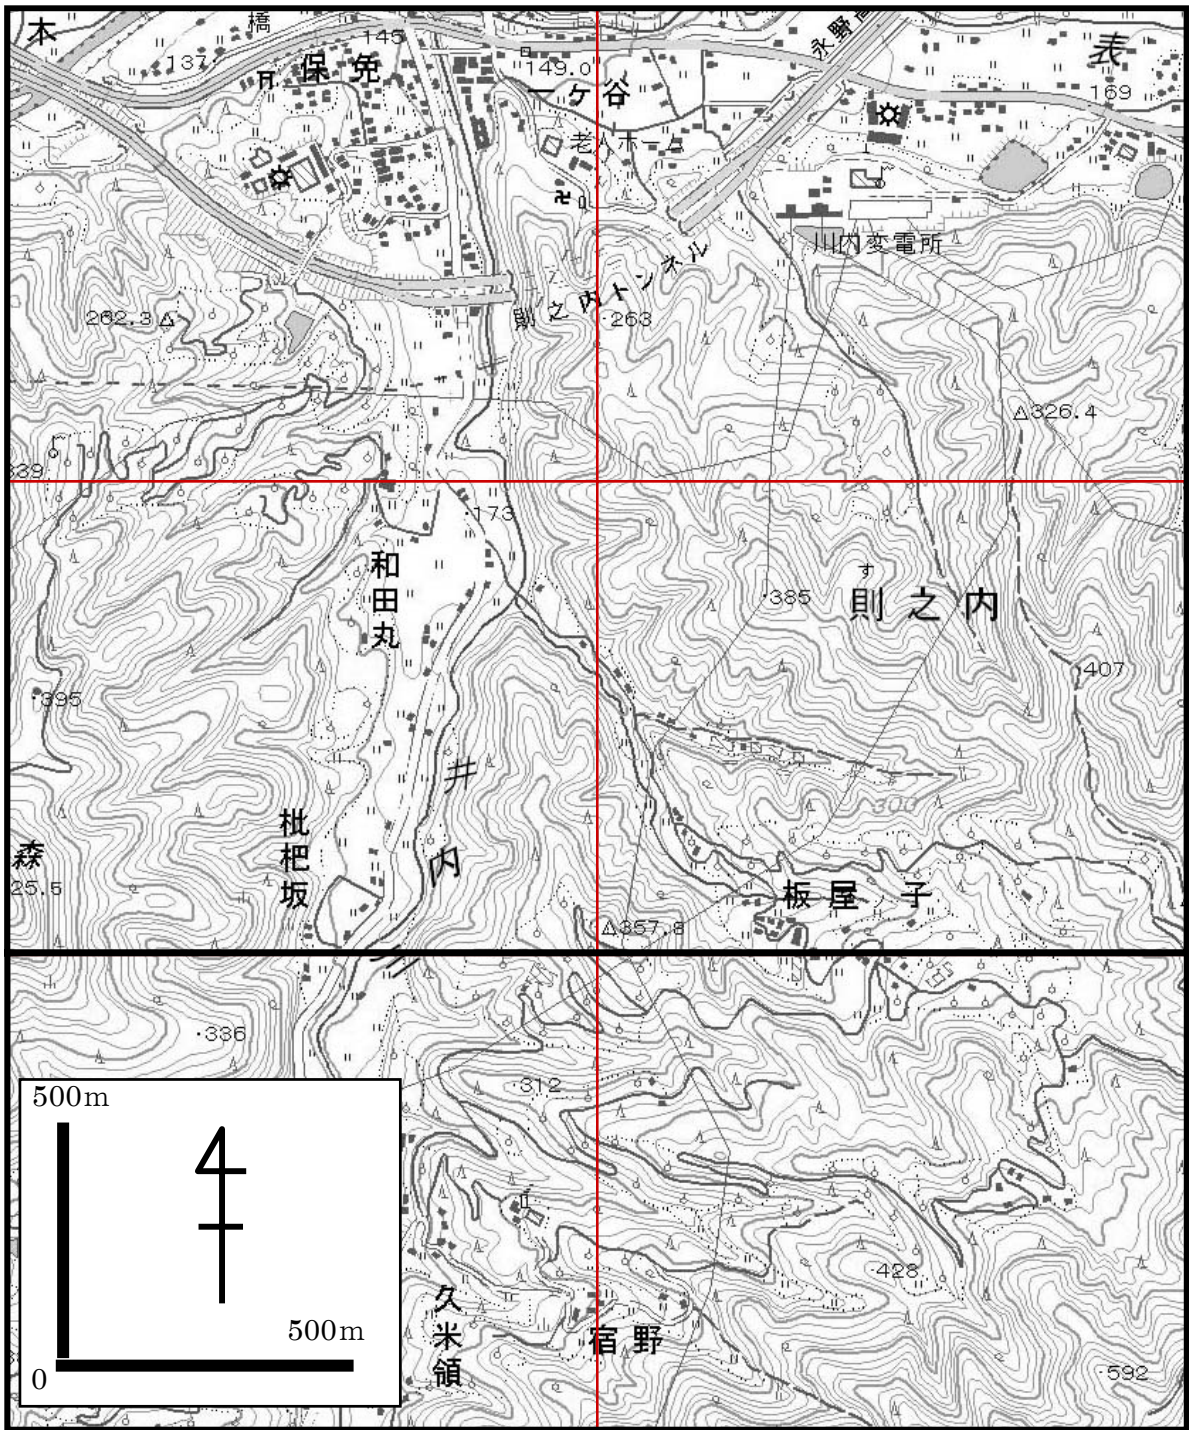 本
橋
145
137
保免
149.0
一ケ谷
永野
表
169
老人ホーム
川内変電所
則之内トンネル
262.3
263
326.4
339
173
和田丸
す
則之内
385
407
395
井内
300
枇杷坂
森
25.5
板屋子
357.8
336
312
500m
500m
0
428
久米領
宿野
592